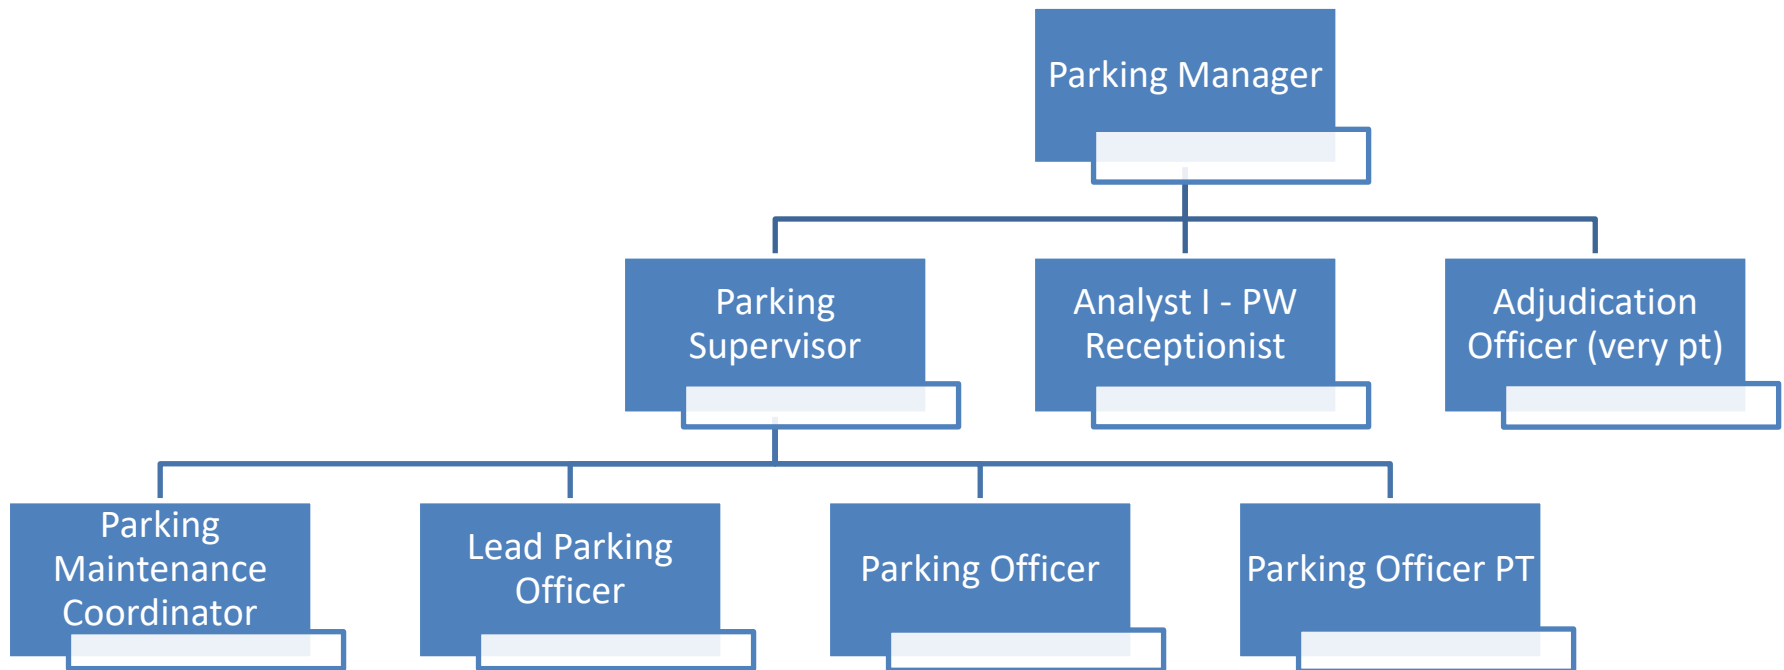 Parking Manager
Parking
Supervisor
Analyst I - PW
Receptionist
Adjudication
Officer (very pt)
Parking
Maintenance
Coordinator
Lead Parking
Officer
Parking Officer
Parking Officer PT